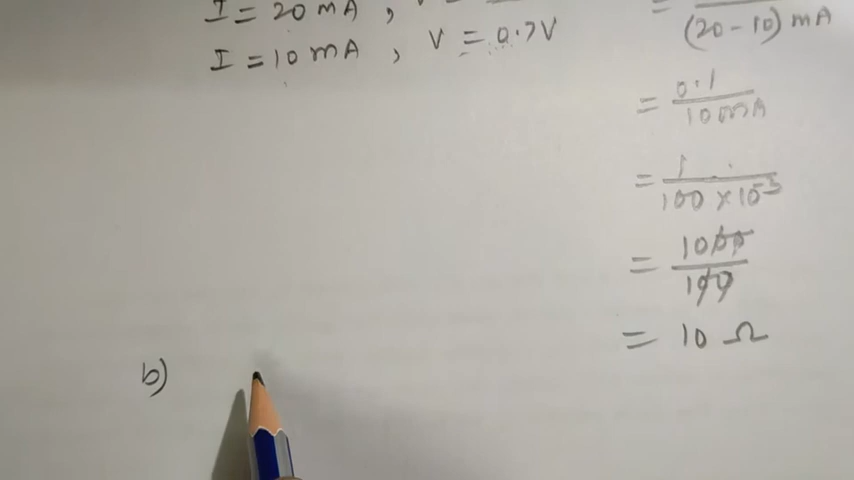 I = 20 mA ,
I = 10 mA , V = 0.7V
= (20 - 10) mA
= 0.1 / 10 mA
= 1 / 100 × 10⁻³
= 1000 / 100
= 10 Ω
b)